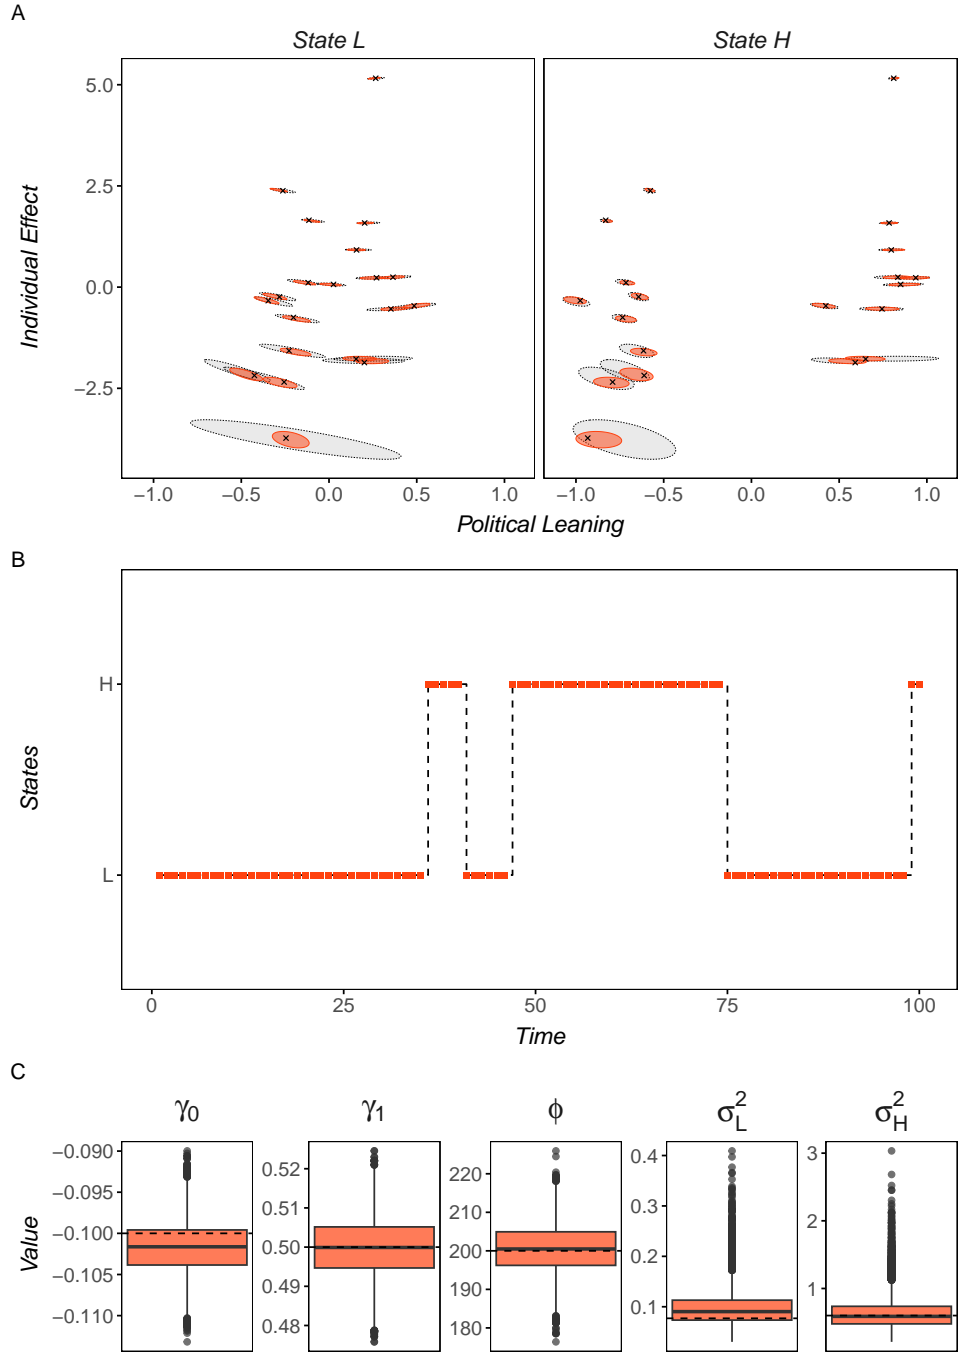 A
State L
State H
5.0
2.5
0.0
−2.5
Individual Effect
−1.0 −0.5 0.0 0.5 1.0
−1.0 −0.5 0.0 0.5 1.0
Political Leaning
B
H
L
States
0 25 50 75 100
Time
C
γ0
γ1
ϕ
σ²L
σ²H
Value
−0.090
−0.095
−0.100
−0.105
−0.110
0.52
0.51
0.50
0.49
0.48
220
210
200
190
180
0.4
0.3
0.2
0.1
3
2
1